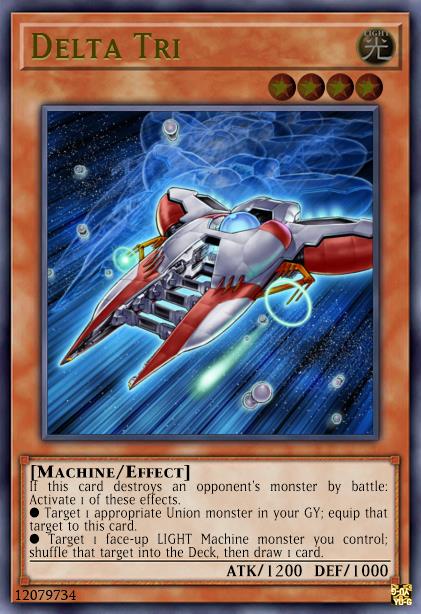 Delta Tri
LIGHT
光
[Machine/Effect]
If this card destroys an opponent's monster by battle:
Activate 1 of these effects.
● Target 1 appropriate Union monster in your GY; equip that
target to this card.
● Target 1 face-up LIGHT Machine monster you control;
shuffle that target into the Deck, then draw 1 card.
ATK/1200 DEF/1000
12079734